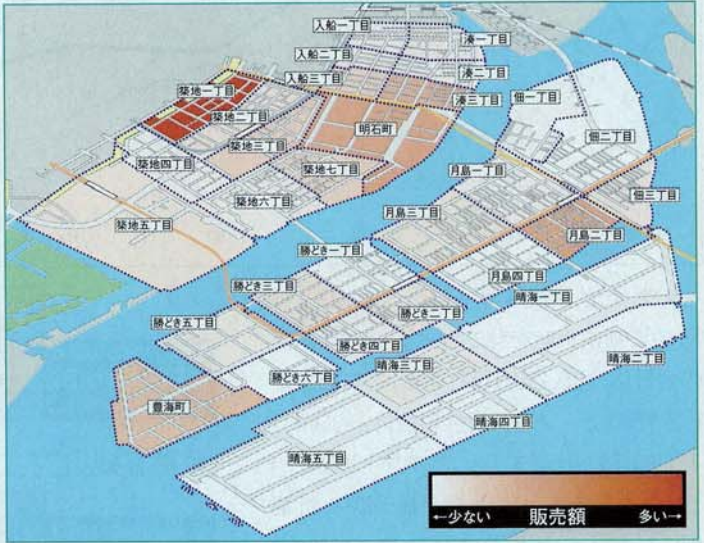 入船一丁目
湊一丁目
入船二丁目
湊二丁目
入船三丁目
湊三丁目
築地一丁目
佃一丁目
築地二丁目
明石町
佃二丁目
築地三丁目
築地四丁目
築地七丁目
月島一丁目
佃三丁目
築地六丁目
月島三丁目
築地五丁目
月島二丁目
勝どき一丁目
月島四丁目
勝どき三丁目
晴海一丁目
勝どき五丁目
勝どき二丁目
勝どき四丁目
晴海二丁目
晴海三丁目
勝どき六丁目
豊海町
晴海四丁目
晴海五丁目
←少ない 販売額 多い→